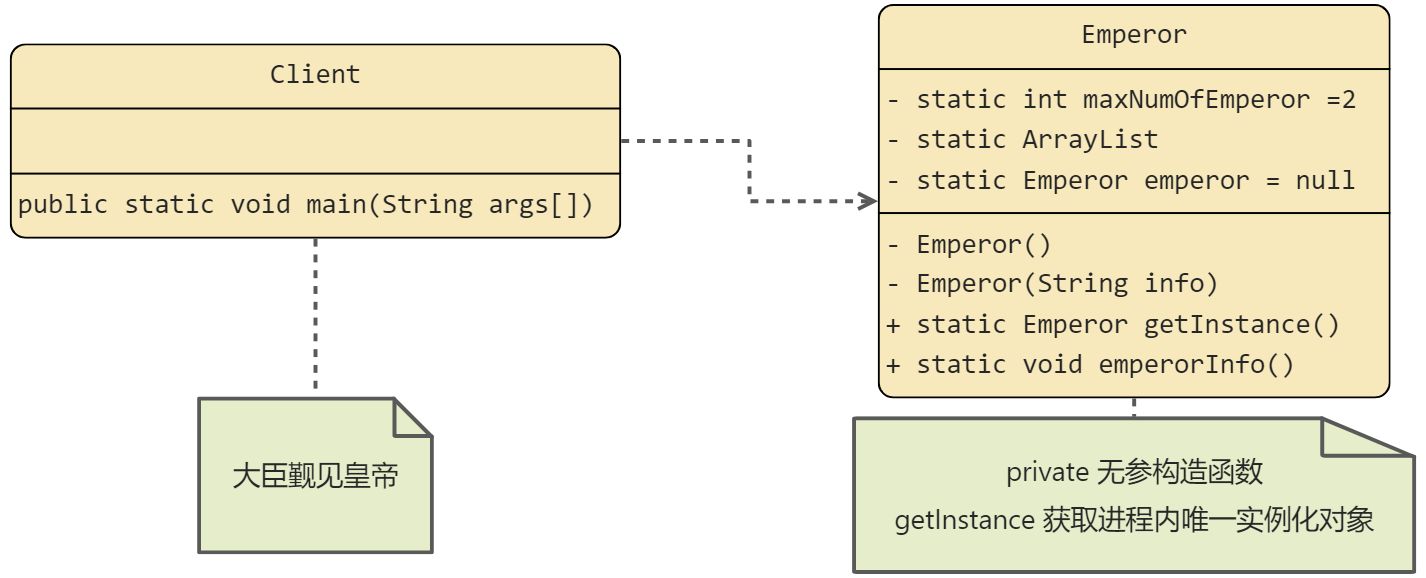 Client
public static void main(String args[])
大臣觐见皇帝
Emperor
- static int maxNumOfEmperor =2
- static ArrayList
- static Emperor emperor = null
- Emperor()
- Emperor(String info)
+ static Emperor getInstance()
+ static void emperorInfo()
private 无参构造函数
getInstance 获取进程内唯一实例化对象